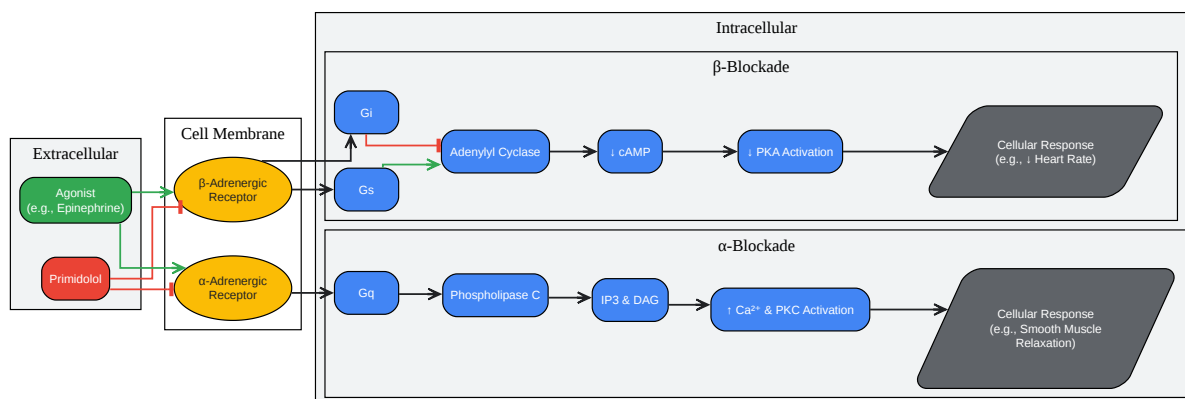 Intracellular
β-Blockade
Gi
Cell Membrane
Extracellular
Adenylyl Cyclase
↓ cAMP
↓ PKA Activation
Cellular Response
(e.g., ↓ Heart Rate)
β-Adrenergic
Receptor
Gs
Agonist
(e.g., Epinephrine)
α-Blockade
Primidolol
α-Adrenergic
Receptor
Gq
Phospholipase C
IP3 & DAG
↑ Ca²⁺ & PKC Activation
Cellular Response
(e.g., Smooth Muscle
Relaxation)